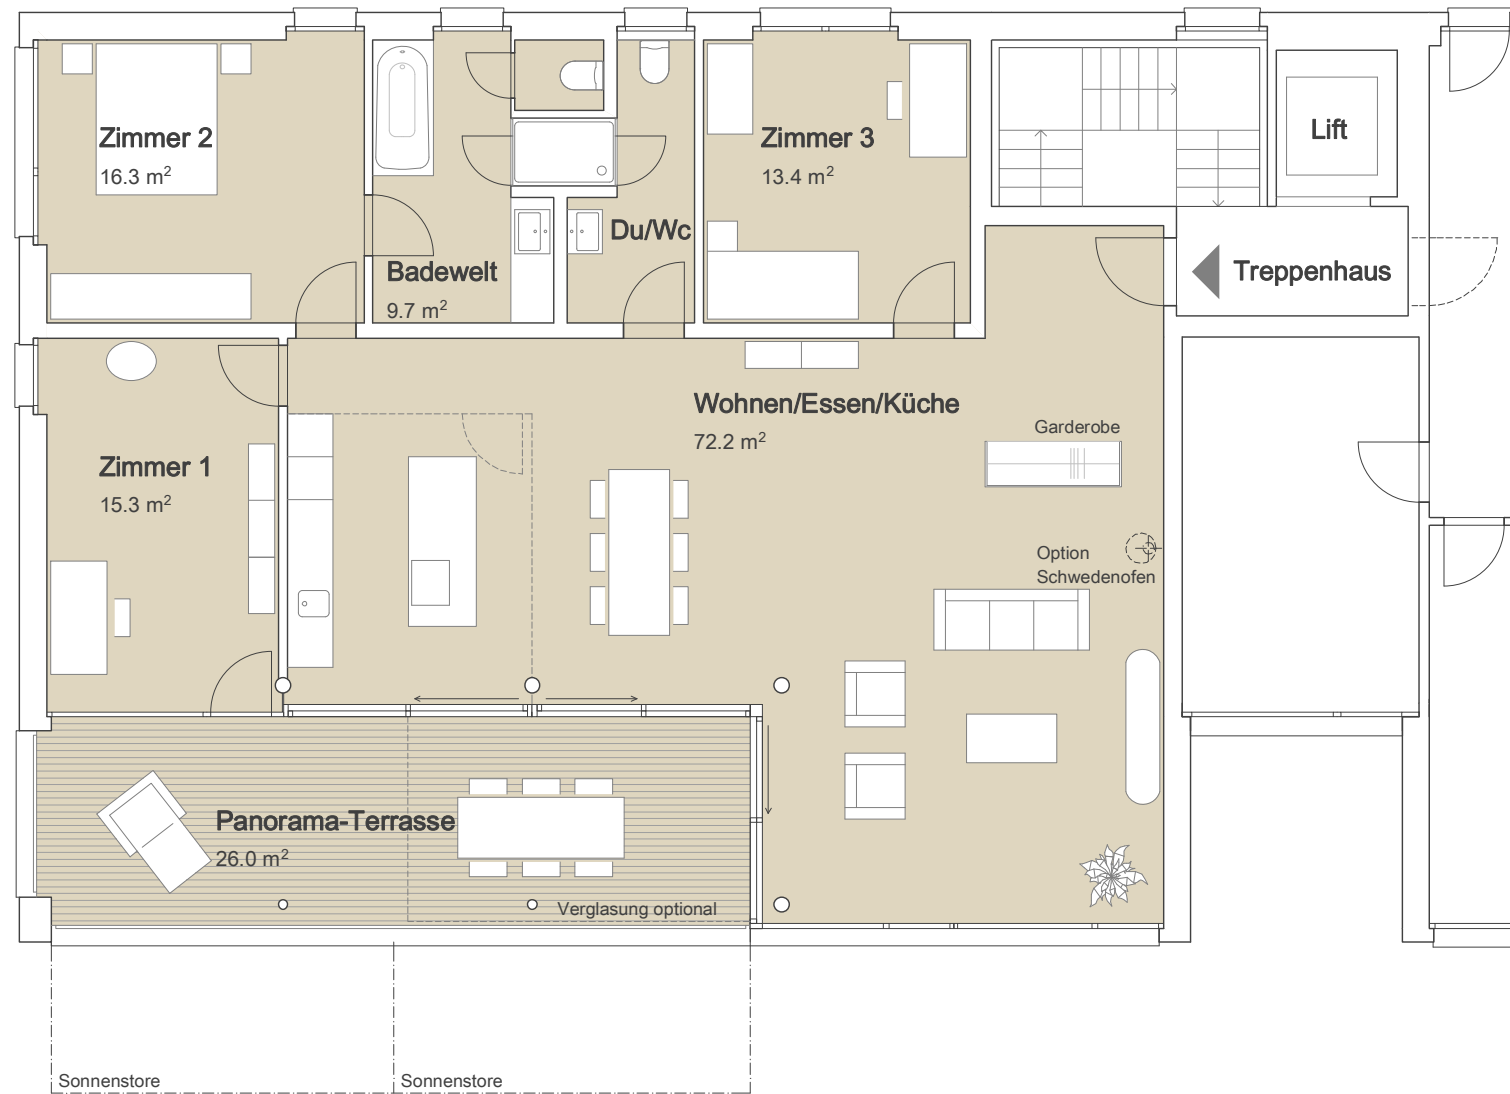 Zimmer 2
16.3 m²
Zimmer 3
13.4 m²
Lift
Du/Wc
Badewelt
9.7 m²
Treppenhaus
Wohnen/Essen/Küche
72.2 m²
Garderobe
Zimmer 1
15.3 m²
Option
Schwedenofen
Panorama-Terrasse
26.0 m²
Verglasung optional
Sonnenstore
Sonnenstore